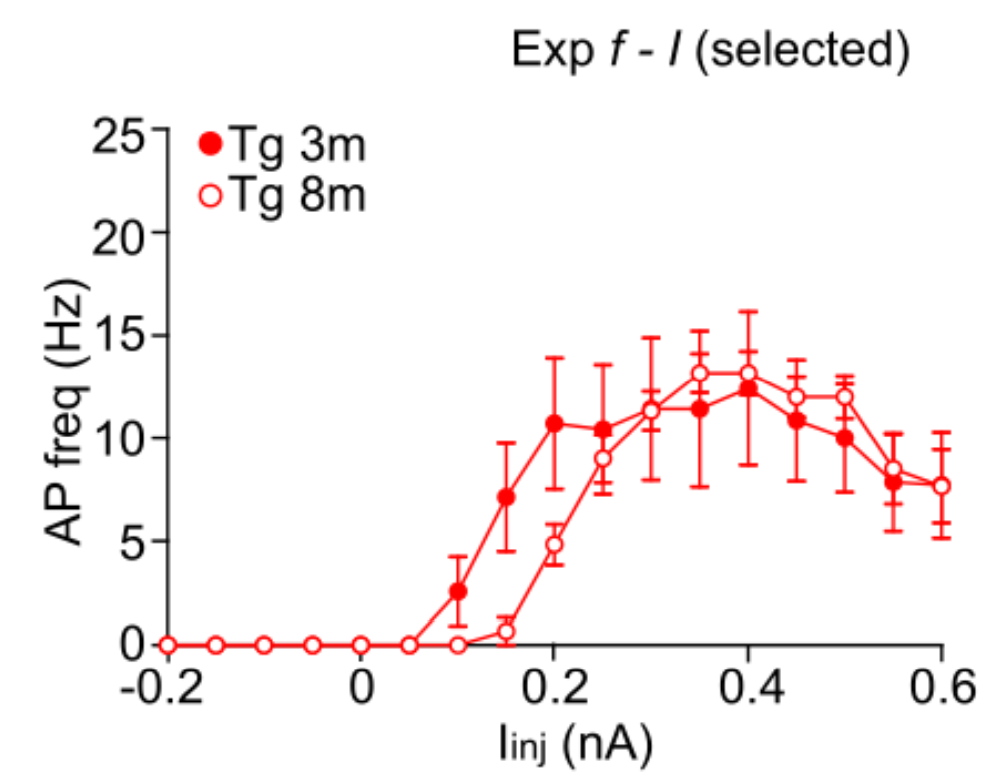 Exp f - I (selected)
Tg 3m
Tg 8m
25
20
15
10
5
0
AP freq (Hz)
-0.2 0 0.2 0.4 0.6
Iinj (nA)